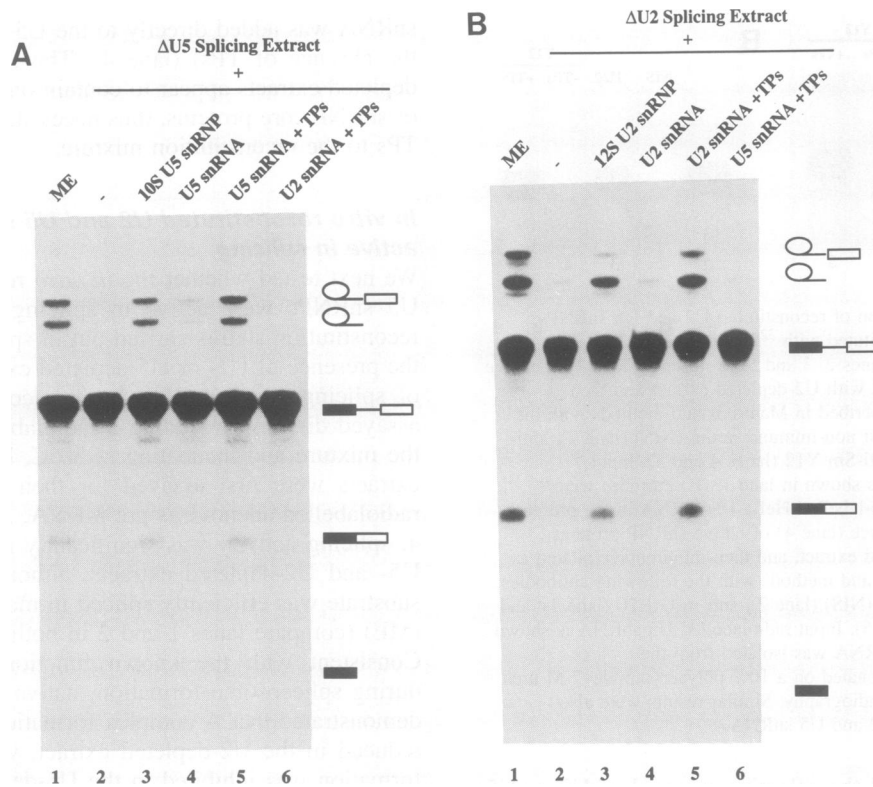 A
ΔU5 Splicing Extract
+
ME
-
10S U5 snRNP
U5 snRNA
U5 snRNA + TPs
U2 snRNA + TPs
1 2 3 4 5 6
B
ΔU2 Splicing Extract
+
ME
-
12S U2 snRNP
U2 snRNA
U2 snRNA +TPs
U5 snRNA +TPs
1 2 3 4 5 6